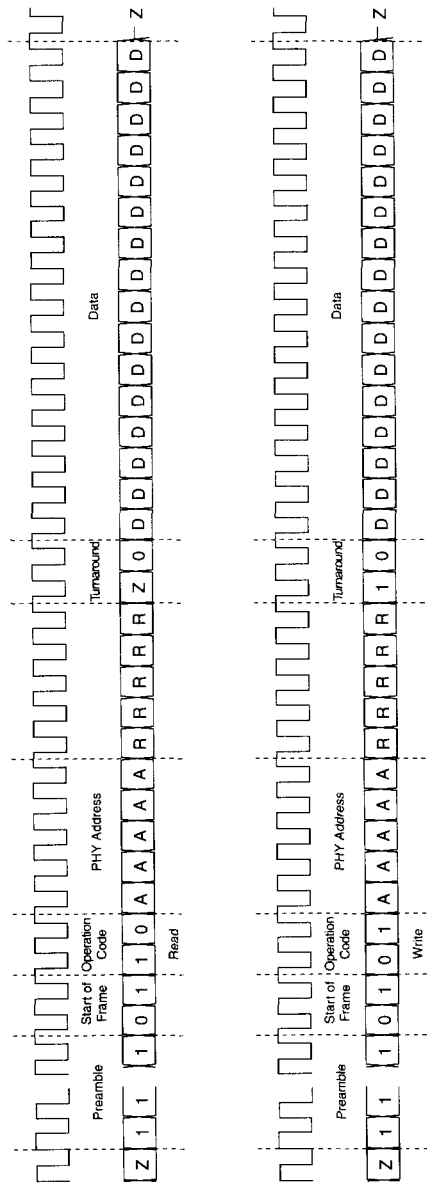 Preamble
Start of
Frame
Operation
Code
PHY Address
Turnaround
Data
Z 1 1 1 0 1 1 0 A A A A A R R R R R Z 0 D D D D D D D D D D D D D D D D Z
Read
Preamble
Start of
Frame
Operation
Code
PHY Address
Turnaround
Data
Z 1 1 1 0 1 0 1 A A A A A R R R R R 1 0 D D D D D D D D D D D D D D D D Z
Write